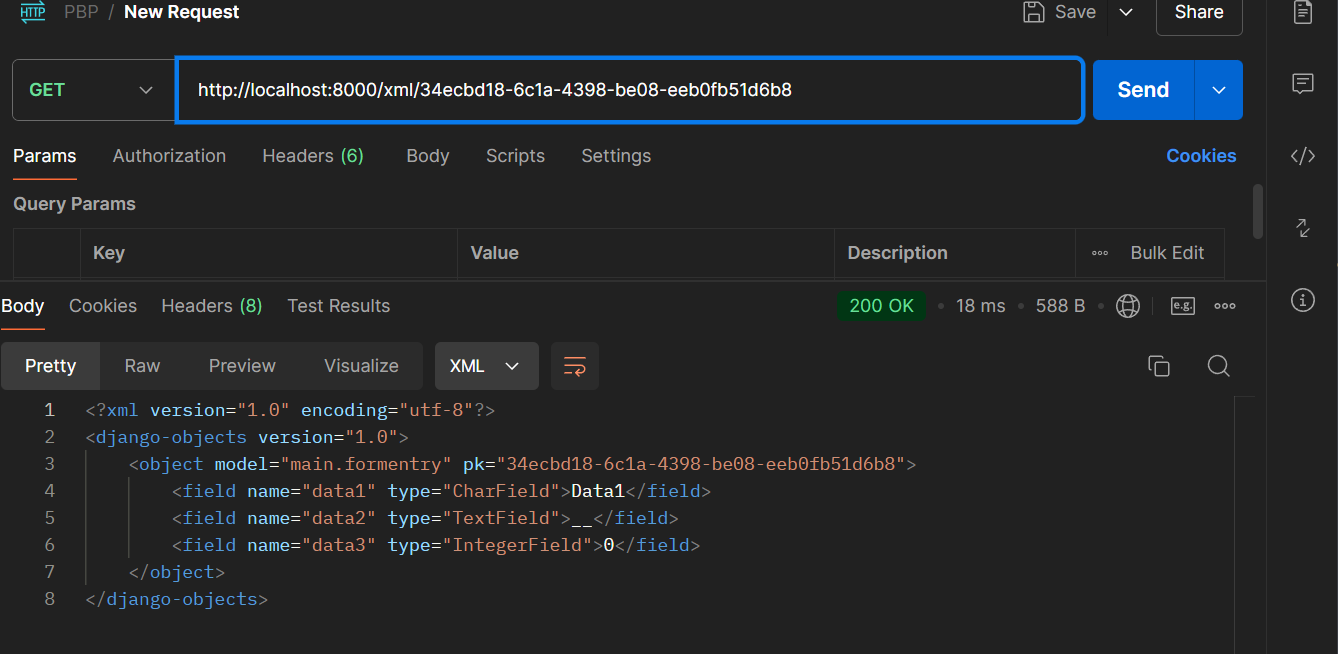 HTTP PBP / New Request Save Share
GET http://localhost:8000/xml/34ecbd18-6c1a-4398-be08-eeb0fb51d6b8 Send
Params Authorization Headers (6) Body Scripts Settings Cookies
Query Params
Key Value Description Bulk Edit
Body Cookies Headers (8) Test Results 200 OK 18 ms 588 B e.g.
Pretty Raw Preview Visualize XML
1 <?xml version="1.0" encoding="utf-8"?>
2 <django-objects version="1.0">
3 <object model="main.formentry" pk="34ecbd18-6c1a-4398-be08-eeb0fb51d6b8">
4 <field name="data1" type="CharField">Data1</field>
5 <field name="data2" type="TextField">__</field>
6 <field name="data3" type="IntegerField">0</field>
7 </object>
8 </django-objects>